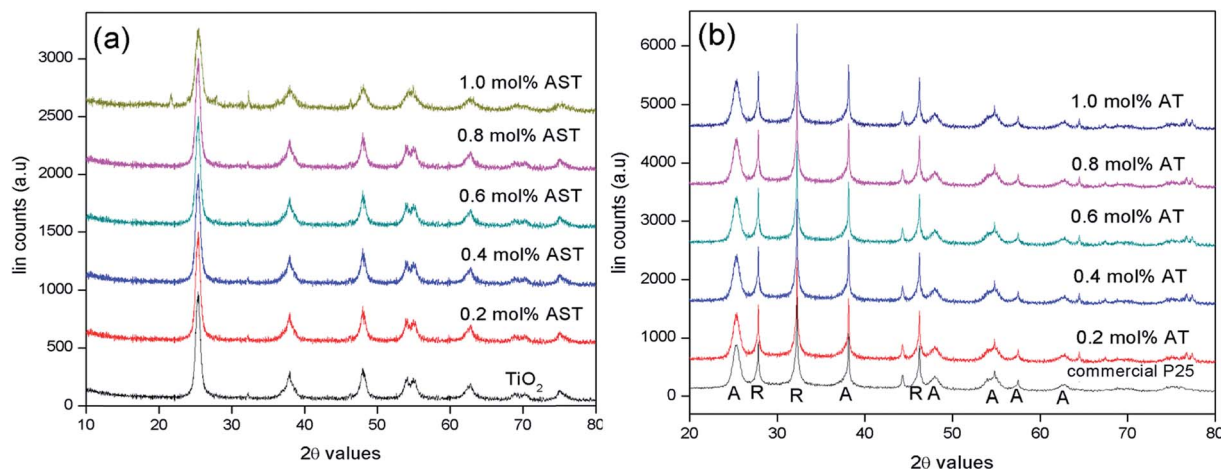 (a)
3000
2500
2000
1500
1000
500
0
lin counts (a.u)
1.0 mol% AST
0.8 mol% AST
0.6 mol% AST
0.4 mol% AST
0.2 mol% AST
TiO2
10 20 30 40 50 60 70 80
2θ values
(b)
6000
5000
4000
3000
2000
1000
0
lin counts (a.u)
1.0 mol% AT
0.8 mol% AT
0.6 mol% AT
0.4 mol% AT
0.2 mol% AT
commercial P25
A R R A R A A A A
20 30 40 50 60 70 80
2θ values